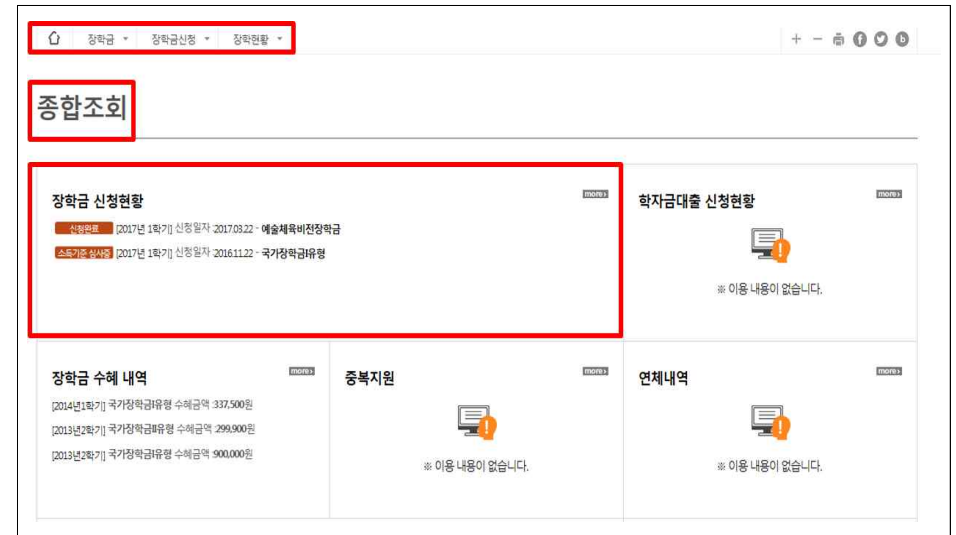 장학금 장학금신청 장학현황
종합조회
장학금 신청현황 more
신청완료 [2017년 1학기] 신청일자 :2017.03.22 - 예술체육비전장학금
소득기준 심사중 [2017년 1학기] 신청일자 :2016.11.22 - 국가장학금I유형
학자금대출 신청현황 more
※ 이용 내용이 없습니다.
장학금 수혜 내역 more
[2014년1학기] 국가장학금I유형 수혜금액 :337,500원
[2013년2학기] 국가장학금II유형 수혜금액 :299,900원
[2013년2학기] 국가장학금I유형 수혜금액 :900,000원
중복지원 more
※ 이용 내용이 없습니다.
연체내역 more
※ 이용 내용이 없습니다.